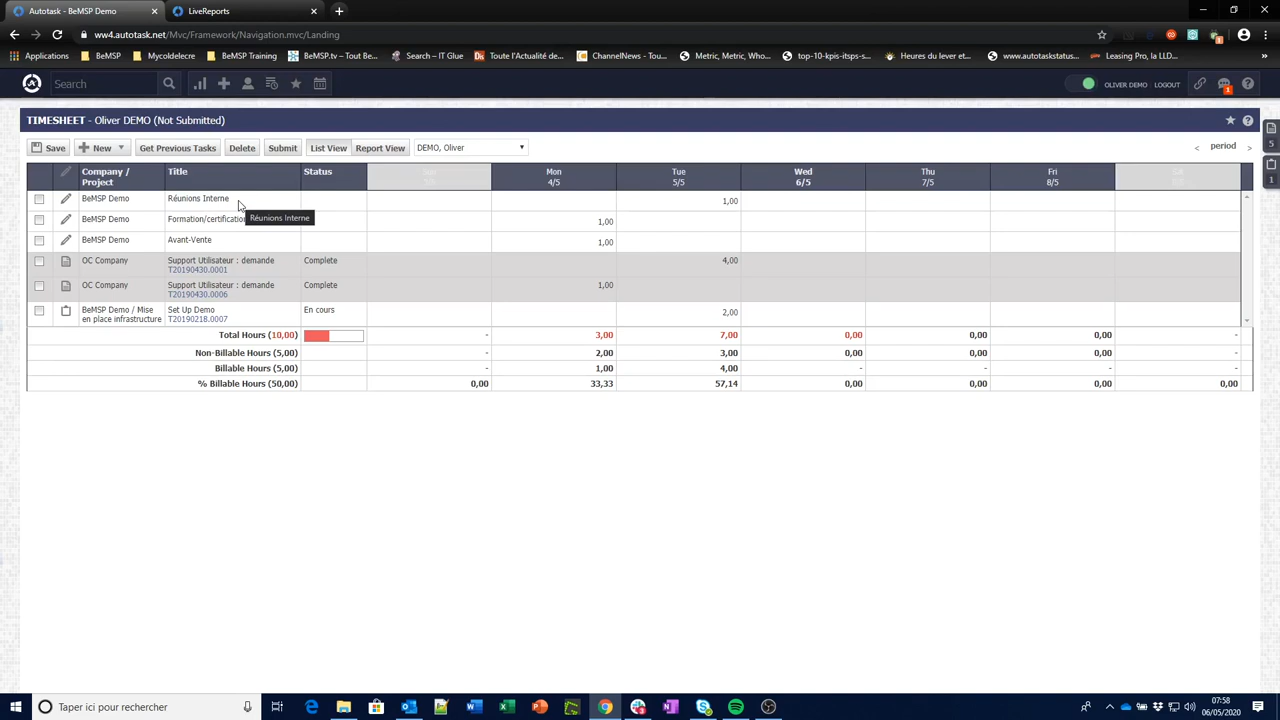 Autotask - BeMSP Demo
LiveReports
ww4.autotask.net/Mvc/Framework/Navigation.mvc/Landing
Applications BeMSP Mycoldelecre BeMSP Training BeMSP.tv – Tout Be... Search – IT Glue Toute l'Actualité d... ChannelNews Metric, Metric, Who... top-10-kpis-itsps-s... Heures du levier et... www.autotaskstatus... Leasing Pro, la LLD...
Search
OLIVER DEMO LOGOUT
1
TIMESHEET - Oliver DEMO (Not Submitted)
Save New Get Previous Tasks Delete Submit List View Report View DEMO, Oliver
< period >
5
1
Company / Project Title Status Mon 4/5 Tue 5/5 Wed 6/5 Thu 7/5 Fri 8/5
BeMSP Demo Réunions Interne 1,00
Réunions Interne
BeMSP Demo Formation/certificatio 1,00
BeMSP Demo Avant-Vente 1,00
OC Company Support Utilisateur : demande Complete 4,00
T20190430.0001
OC Company Support Utilisateur : demande Complete 1,00
T20190430.0006
BeMSP Demo / Mise Set Up Demo En cours 2,00
en place infrastructure T20190218.0007
Total Hours (10,00) - 3,00 7,00 0,00 0,00 0,00 -
Non-Billable Hours (5,00) - 2,00 3,00 0,00 0,00 0,00 -
Billable Hours (5,00) - 1,00 4,00 - - - -
% Billable Hours (50,00) 0,00 33,33 57,14 0,00 0,00 0,00 0,00
Taper ici pour rechercher
07:58
06/05/2020